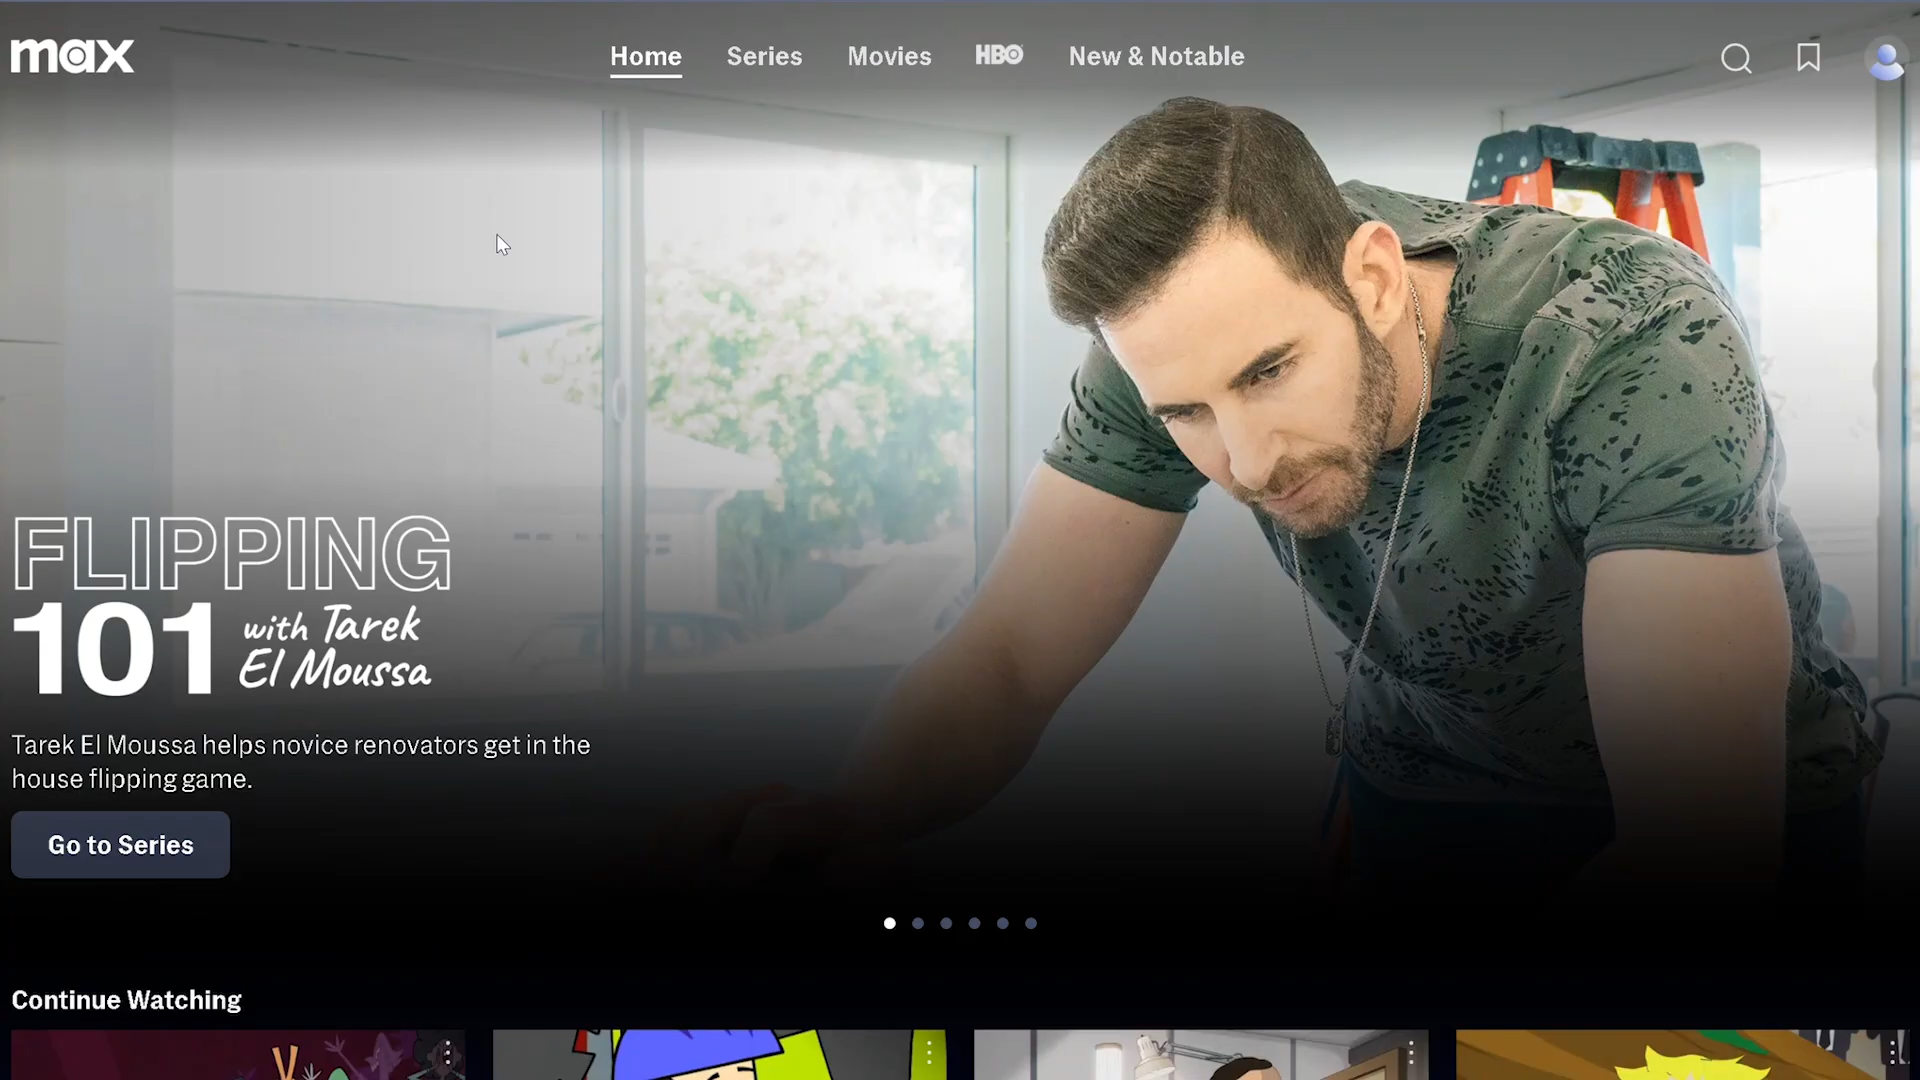 max
Home Series Movies HBO New & Notable
FLIPPING
101 with Tarek
El Moussa
Tarek El Moussa helps novice renovators get in the
house flipping game.
Go to Series
Continue Watching